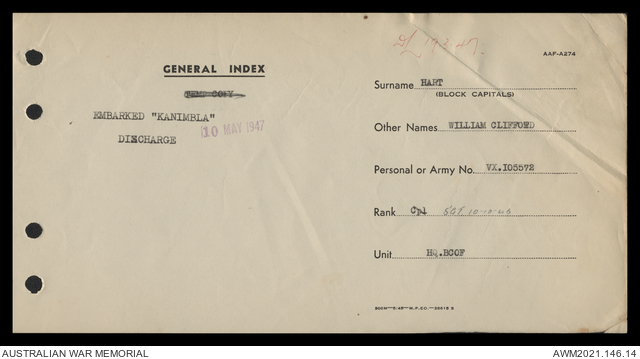 GENERAL INDEX
EMBARKED "KANIMBLA"
DISCHARGE
10 MAY 1947
AAF-A274
Surname HART
(BLOCK CAPITALS)
Other Names WILLIAM CLIFFORD
Personal or Army No. VX.105572
Rank Cpl SGT
Unit HQ.BCOF
AUSTRALIAN WAR MEMORIAL
AWM2021.146.14